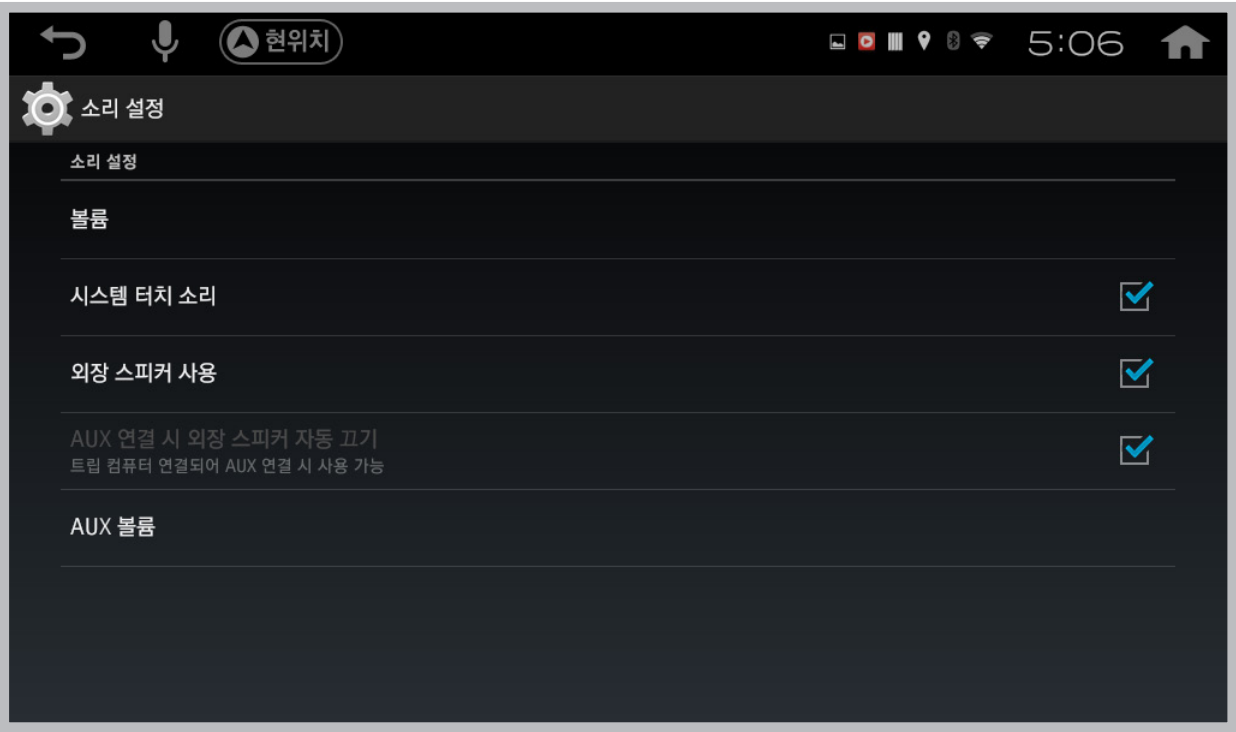 현위치
5:06
소리 설정
소리 설정
볼륨
시스템 터치 소리
외장 스피커 사용
AUX 연결 시 외장 스피커 자동 끄기
트립 컴퓨터 연결되어 AUX 연결 시 사용 가능
AUX 볼륨